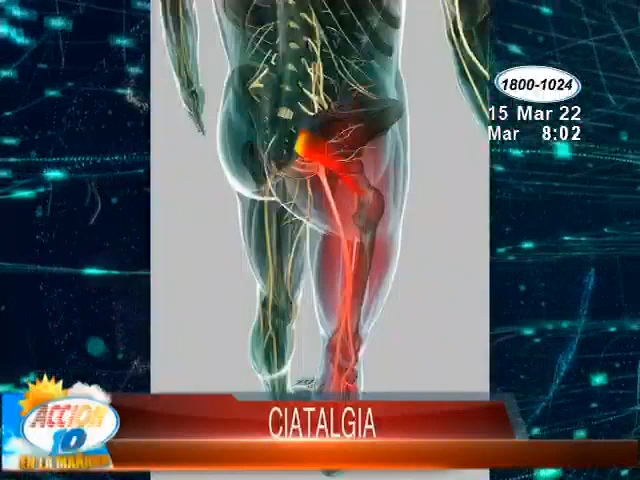 1800-1024
15 Mar 22
Mar 8:02
CIATALGIA
ACCION
10
EN LA MAÑANA